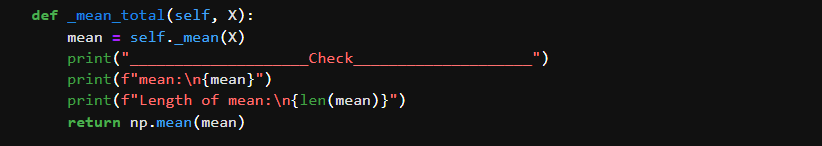 def _mean_total(self, X):
    mean = self._mean(X)
    print("_____________________Check_____________________")
    print(f"mean:\n{mean}")
    print(f"Length of mean:\n{len(mean)}")
    return np.mean(mean)